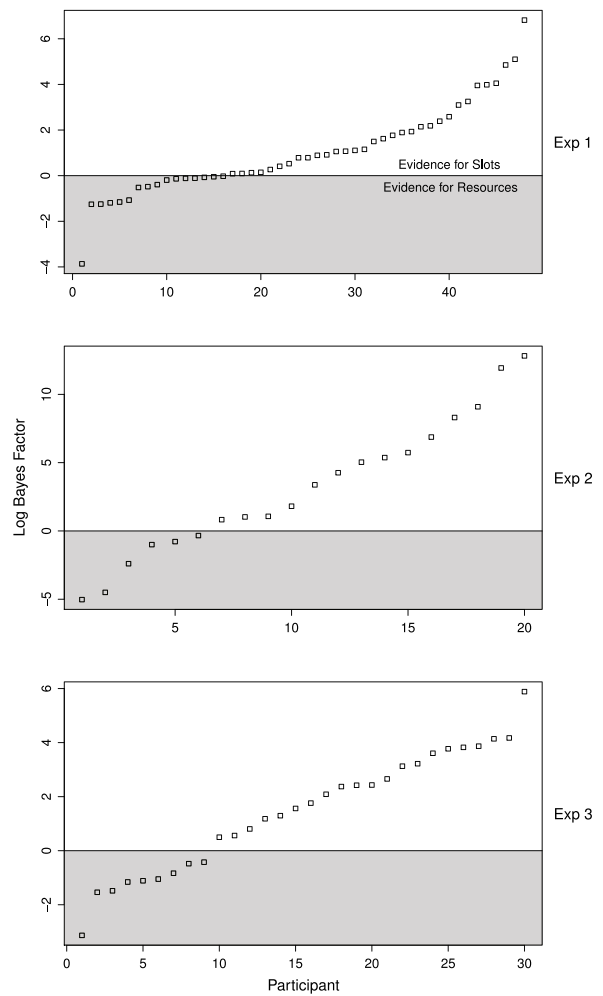 6
4
2
0
−2
−4
Evidence for Slots
Evidence for Resources
Exp 1
0 10 20 30 40
Log Bayes Factor
10
5
0
−5
Exp 2
5 10 15 20
6
4
2
0
−2
Exp 3
0 5 10 15 20 25 30
Participant